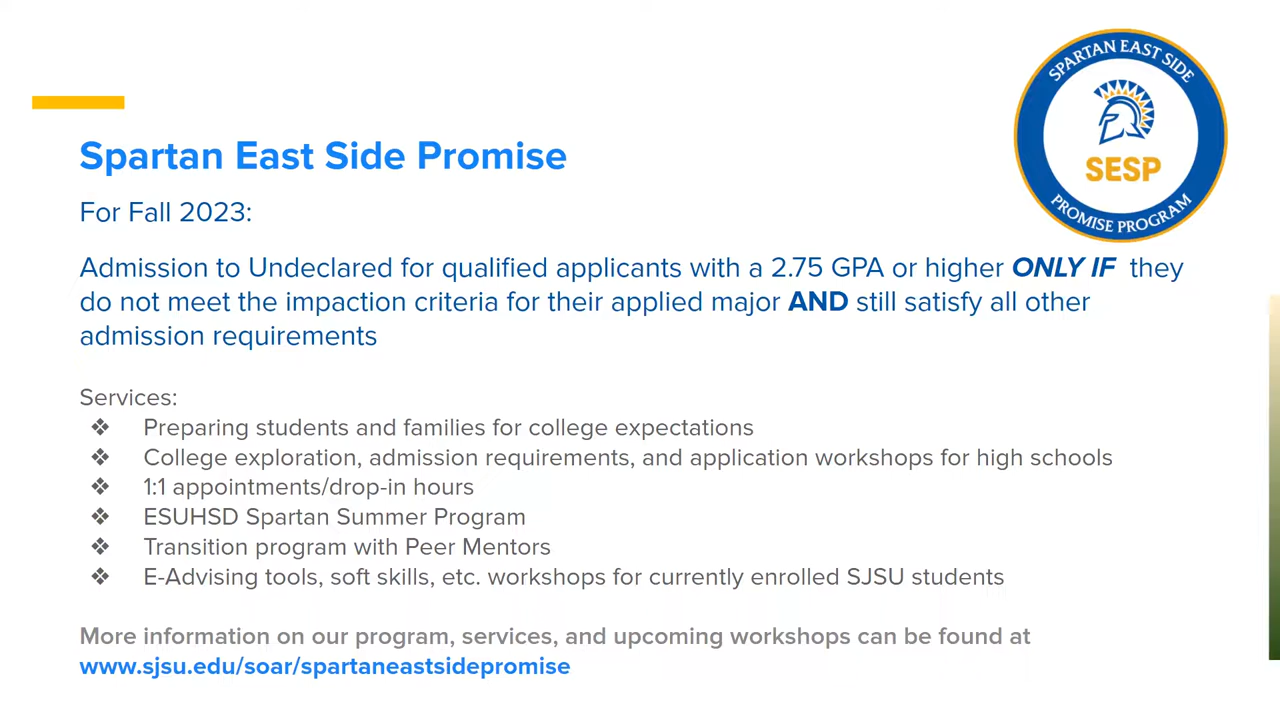 SPARTAN EAST SIDE
SESP
PROMISE PROGRAM
Spartan East Side Promise
For Fall 2023:
Admission to Undeclared for qualified applicants with a 2.75 GPA or higher ONLY IF they
do not meet the impaction criteria for their applied major AND still satisfy all other
admission requirements
Services:
❖ Preparing students and families for college expectations
❖ College exploration, admission requirements, and application workshops for high schools
❖ 1:1 appointments/drop-in hours
❖ ESUHSD Spartan Summer Program
❖ Transition program with Peer Mentors
❖ E-Advising tools, soft skills, etc. workshops for currently enrolled SJSU students
More information on our program, services, and upcoming workshops can be found at
www.sjsu.edu/soar/spartaneastsidepromise